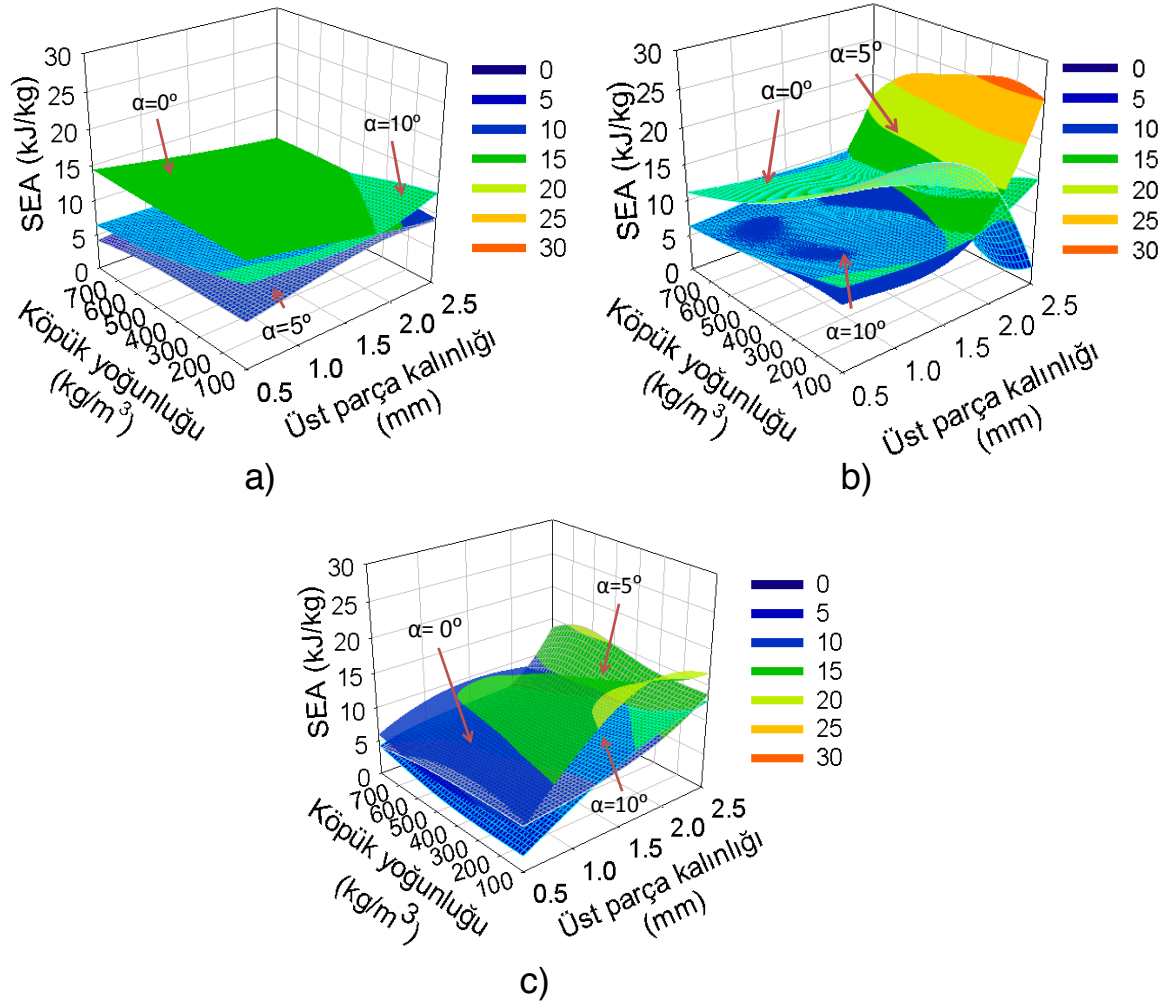 30
25
20
15
10
5
0
SEA (kJ/kg)
α=0º
α=10º
α=5º
700
600
500
400
300
200
100
Köpük yoğunluğu
(kg/m³)
0.5
1.0
1.5
2.0
2.5
Üst parça kalınlığı
(mm)
0
5
10
15
20
25
30
a)
30
25
20
15
10
5
0
SEA (kJ/kg)
α=0º
α=5º
α=10º
700
600
500
400
300
200
100
Köpük yoğunluğu
(kg/m³)
0.5
1.0
1.5
2.0
2.5
Üst parça kalınlığı
(mm)
0
5
10
15
20
25
30
b)
30
25
20
15
10
5
0
SEA (kJ/kg)
α= 0º
α=5º
α=10º
700
600
500
400
300
200
100
Köpük yoğunluğu
(kg/m³)
0.5
1.0
1.5
2.0
2.5
Üst parça kalınlığı
(mm)
0
5
10
15
20
25
30
c)